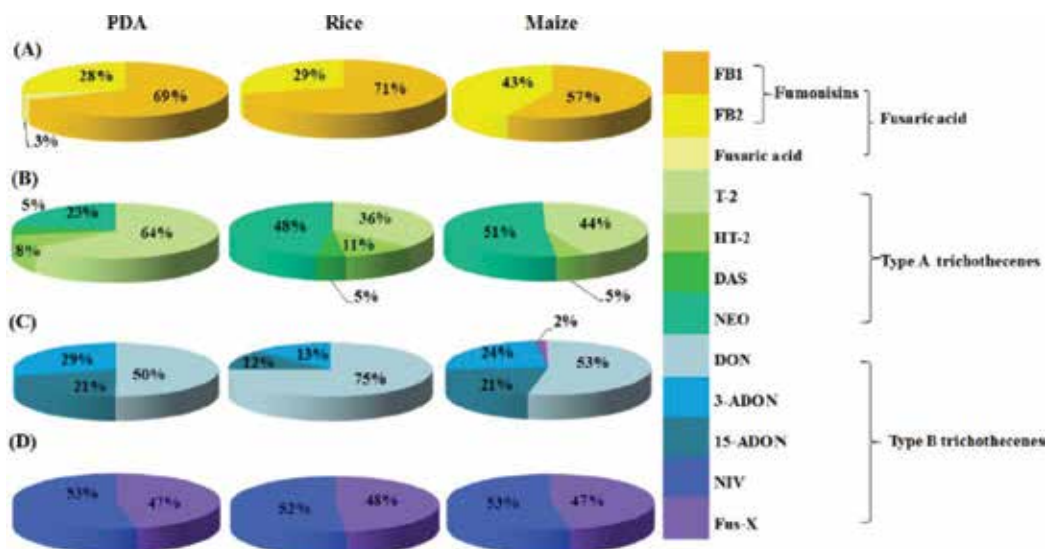 PDA Rice Maize
(A)
28% 69% 3%
29% 71%
43% 57%
(B)
5% 23% 64% 8%
48% 36% 11% 5%
51% 44% 5%
(C)
29% 50% 21%
13% 12% 75%
2% 24% 53% 21%
(D)
53% 47%
52% 48%
53% 47%
FB1
FB2
Fumonisins
Fusaric acid
Fusaric acid
T-2
HT-2
DAS
NEO
Type A trichothecenes
DON
3-ADON
15-ADON
NIV
Fus-X
Type B trichothecenes